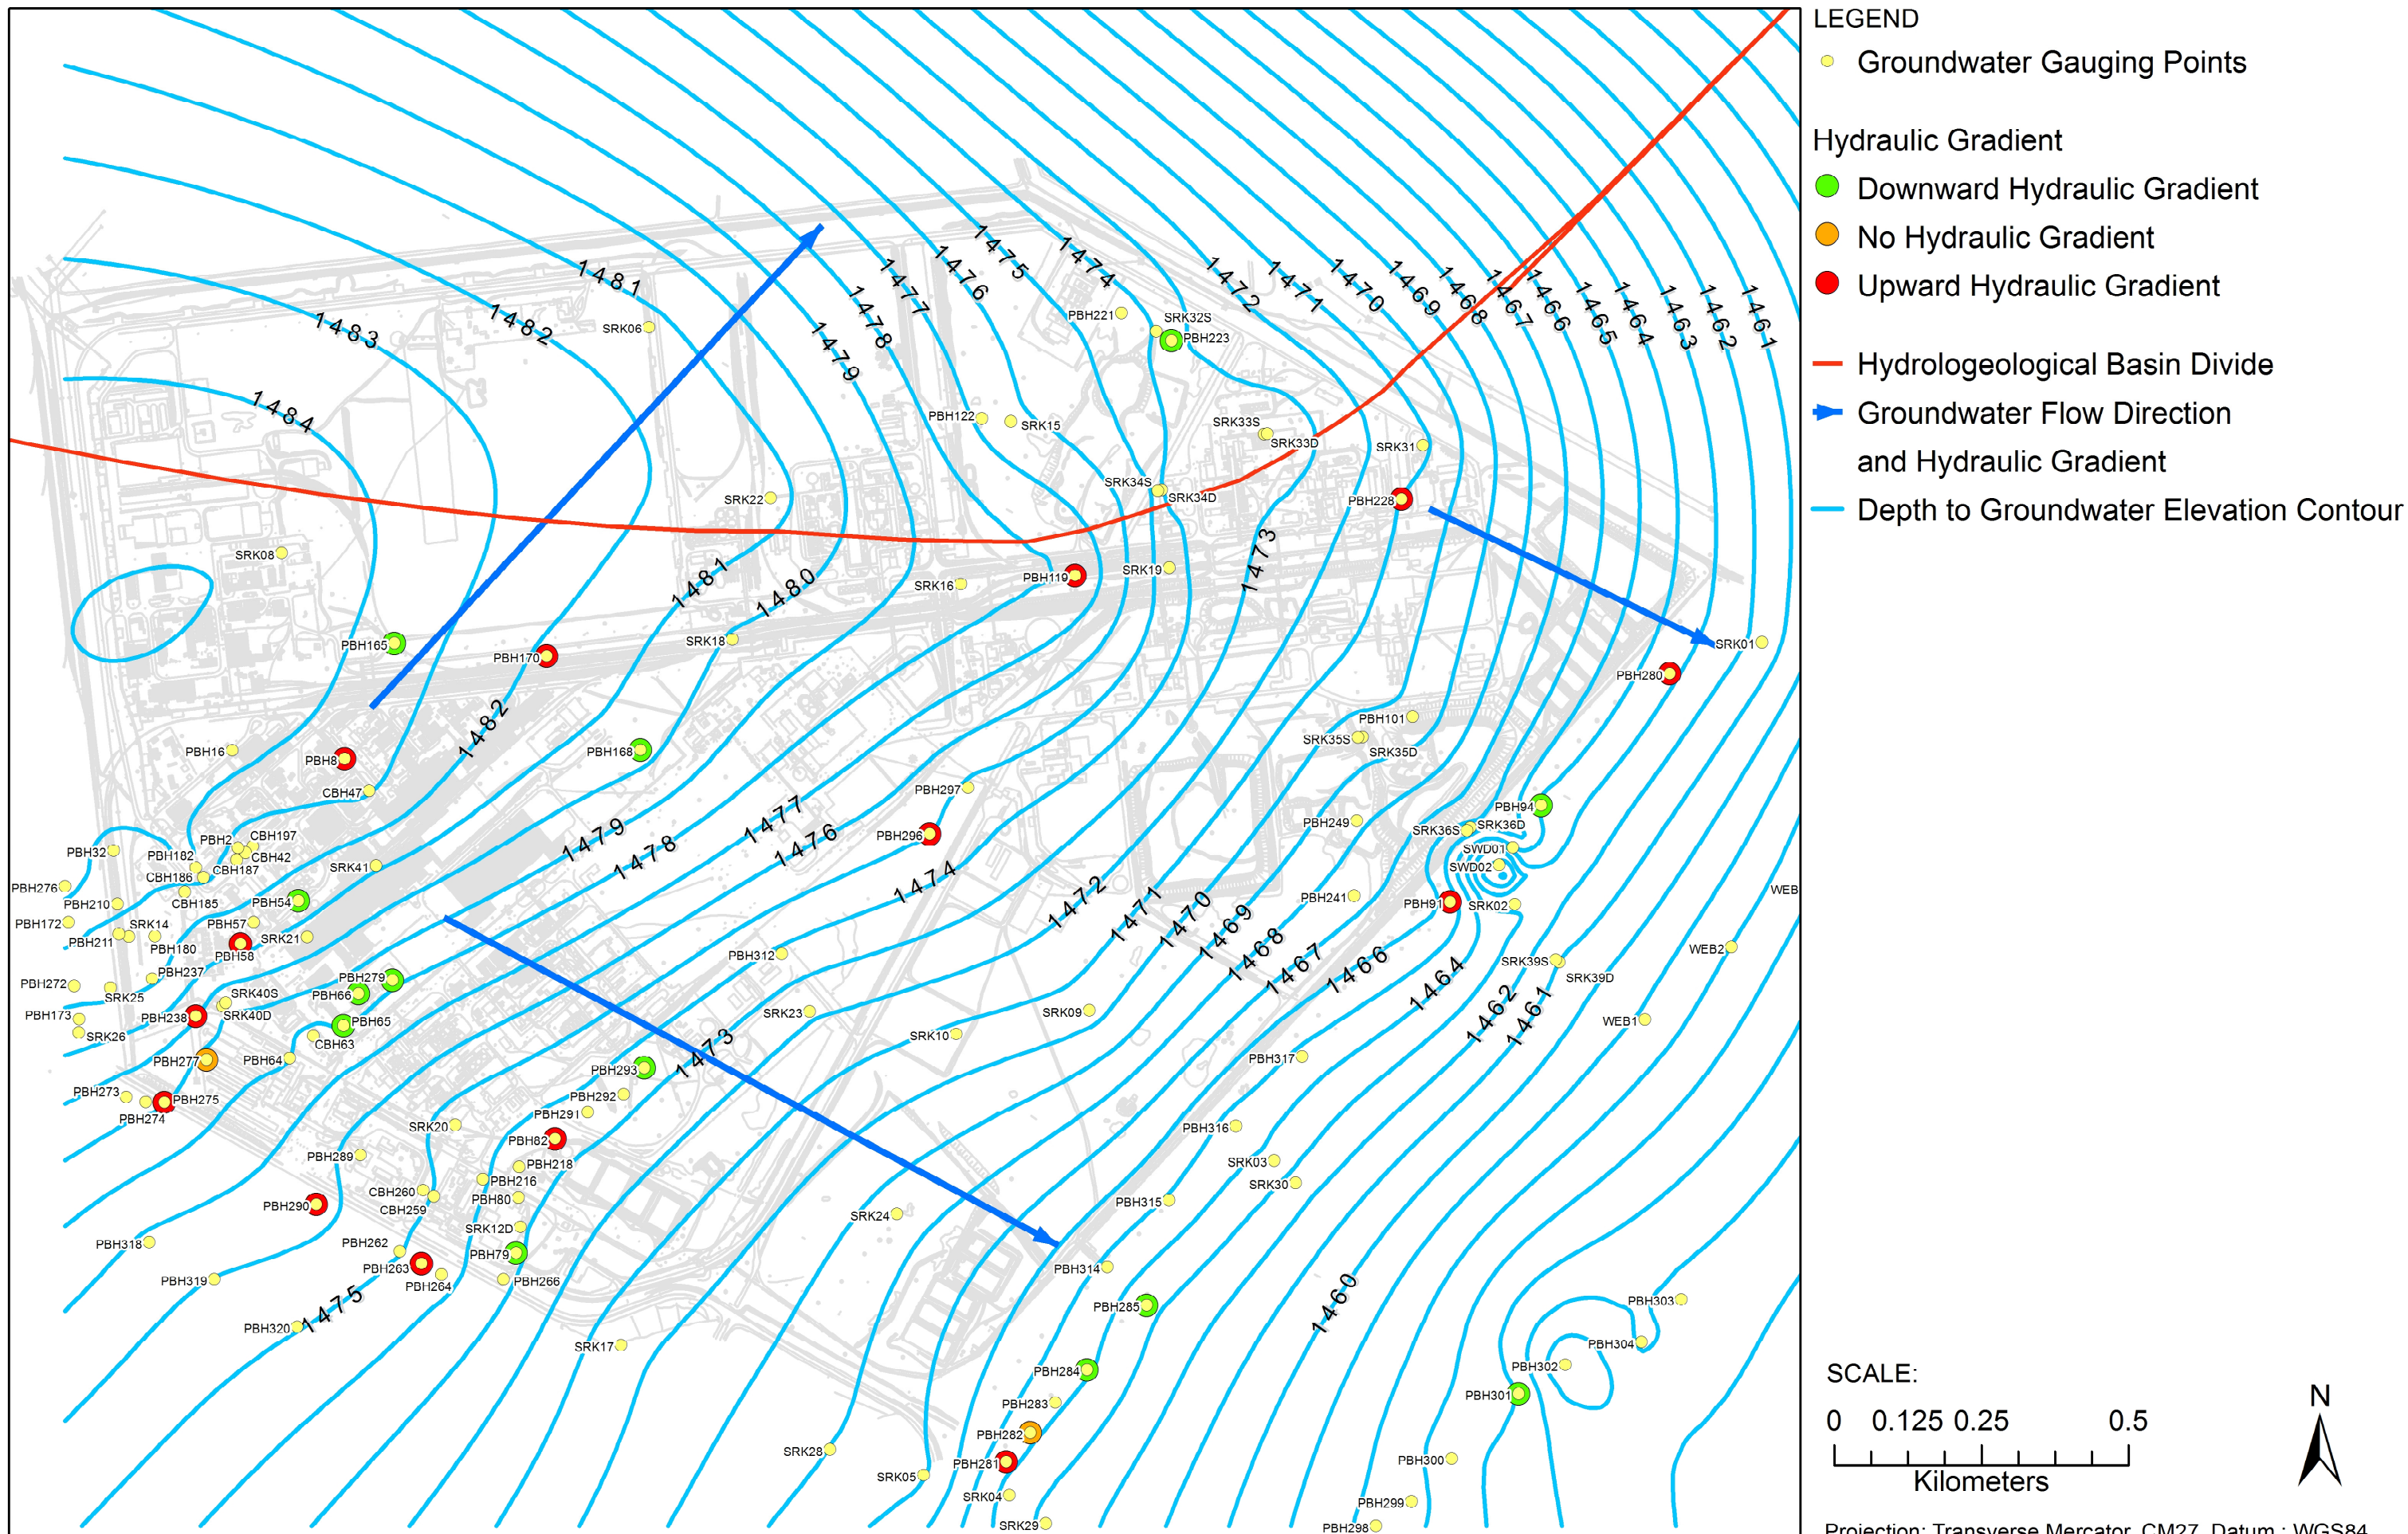 LEGEND
Groundwater Gauging Points
Hydraulic Gradient
Downward Hydraulic Gradient
No Hydraulic Gradient
Upward Hydraulic Gradient
Hydrologeological Basin Divide
Groundwater Flow Direction
and Hydraulic Gradient
Depth to Groundwater Elevation Contour
SCALE:
0 0.125 0.25 0.5
Kilometers
N
Projection: Transverse Mercator, CM27, Datum : WGS84
1475
1474
1481
1476
1477
1472
1471
1470
1469
1468
1467
1466
1465
1464
1463
1462
1461
1483
1482
1478
1479
1484
SRK06
PBH221
SRK32S
PBH223
PBH122
SRK15
SRK33S
SRK33D
SRK31
SRK22
SRK34S
SRK34D
PBH228
SRK08
1473
1481
1480
SRK16
PBH119
SRK19
PBH165
PBH170
SRK18
SRK01
PBH280
1482
PBH16
PBH8
PBH168
PBH101
SRK35S
SRK35D
CBH47
PBH297
1477
1476
1479
1478
PBH296
PBH249
PBH94
SRK36S
SRK36D
PBH2
CBH197
PBH32
PBH182
CBH42
CBH187
CBH186
SRK41
SWD01
SWD02
PBH276
CBH185
PBH54
1474
1472
1471
1470
1469
1468
1467
1466
1464
1462
1461
PBH241
PBH91
SRK02
WEB
PBH210
PBH172
SRK14
PBH57
PBH211
PBH180
SRK21
PBH58
PBH312
WEB2
SRK39S
SRK39D
PBH237
PBH279
PBH272
SRK25
SRK40S
PBH66
PBH173
PBH238
SRK40D
PBH65
SRK23
SRK09
WEB1
SRK26
CBH63
SRK10
1473
PBH277
PBH64
PBH317
PBH293
PBH273
PBH275
PBH292
PBH274
PBH291
SRK20
PBH82
PBH316
PBH289
PBH218
SRK03
PBH216
SRK30
CBH260
PBH80
PBH290
CBH259
PBH315
SRK24
SRK12D
PBH318
PBH262
PBH79
PBH263
PBH314
PBH319
PBH264
PBH266
1475
1460
PBH285
PBH303
PBH320
SRK17
PBH304
PBH302
PBH284
PBH301
PBH283
PBH282
SRK28
PBH281
PBH300
SRK05
SRK04
PBH299
SRK29
PBH298